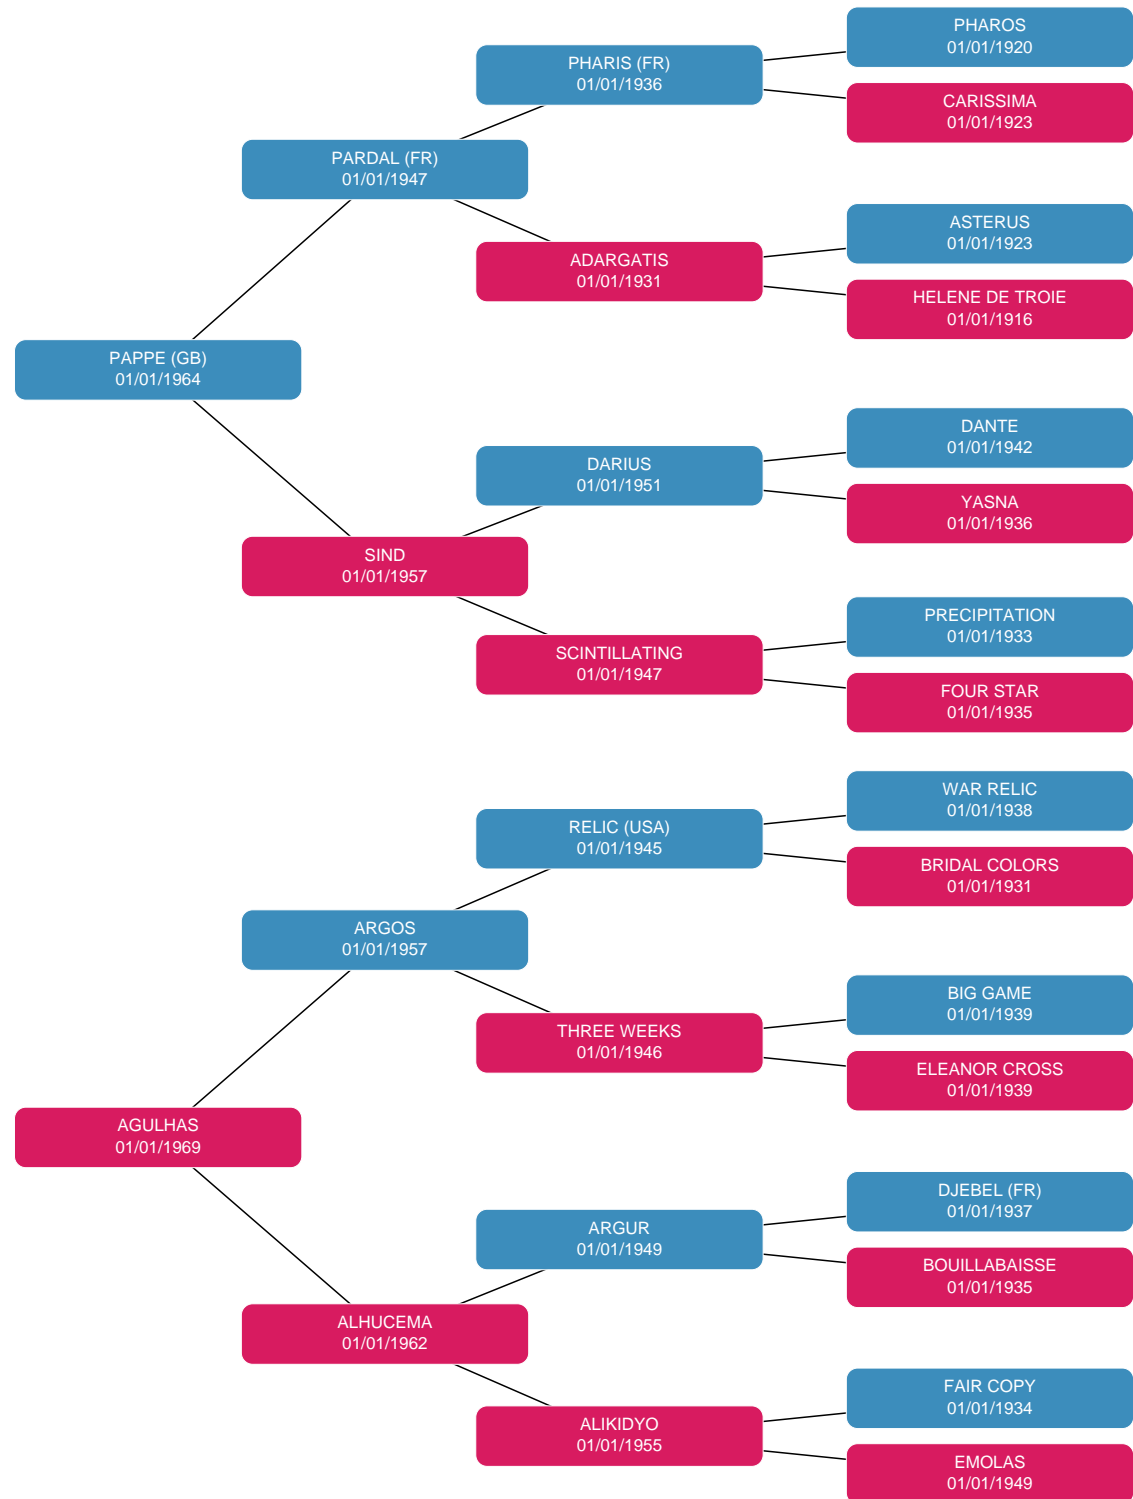 PHAROS
01/01/1920
PHARIS (FR)
01/01/1936
CARISSIMA
01/01/1923
PARDAL (FR)
01/01/1947
ASTERUS
01/01/1923
ADARGATIS
01/01/1931
HELENE DE TROIE
01/01/1916
PAPPE (GB)
01/01/1964
DANTE
01/01/1942
DARIUS
01/01/1951
YASNA
01/01/1936
SIND
01/01/1957
PRECIPITATION
01/01/1933
SCINTILLATING
01/01/1947
FOUR STAR
01/01/1935
WAR RELIC
01/01/1938
RELIC (USA)
01/01/1945
BRIDAL COLORS
01/01/1931
ARGOS
01/01/1957
BIG GAME
01/01/1939
THREE WEEKS
01/01/1946
ELEANOR CROSS
01/01/1939
AGULHAS
01/01/1969
DJEBEL (FR)
01/01/1937
ARGUR
01/01/1949
BOUILLABAISSE
01/01/1935
ALHUCEMA
01/01/1962
FAIR COPY
01/01/1934
ALIKIDYO
01/01/1955
EMOLAS
01/01/1949